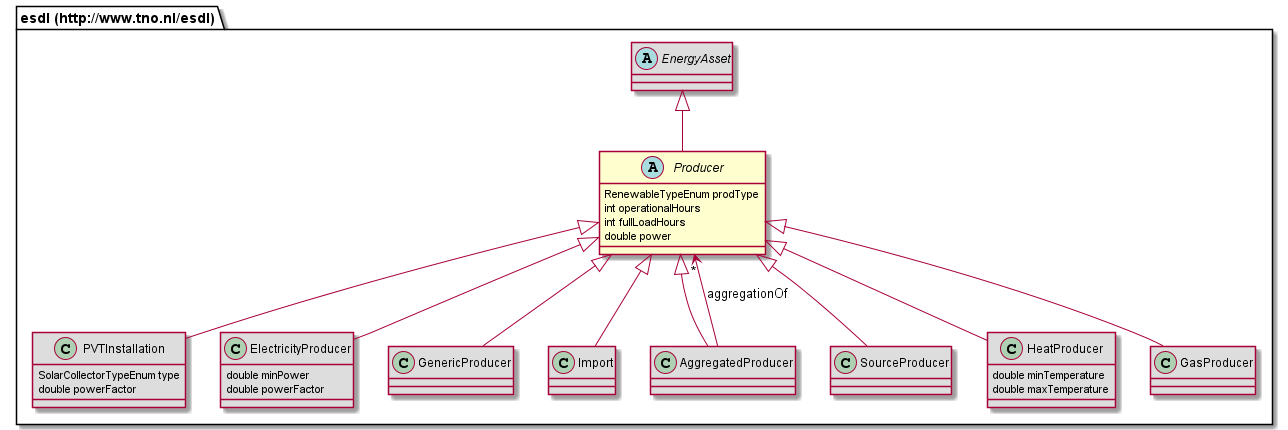 esdl (http://www.tno.nl/esdl)
A EnergyAsset
A Producer
RenewableTypeEnum prodType
int operationalHours
int fullLoadHours
double power
*
aggregationOf
C PVTInstallation
SolarCollectorTypeEnum type
double powerFactor
C ElectricityProducer
double minPower
double powerFactor
C GenericProducer
C Import
C AggregatedProducer
C SourceProducer
C HeatProducer
double minTemperature
double maxTemperature
C GasProducer